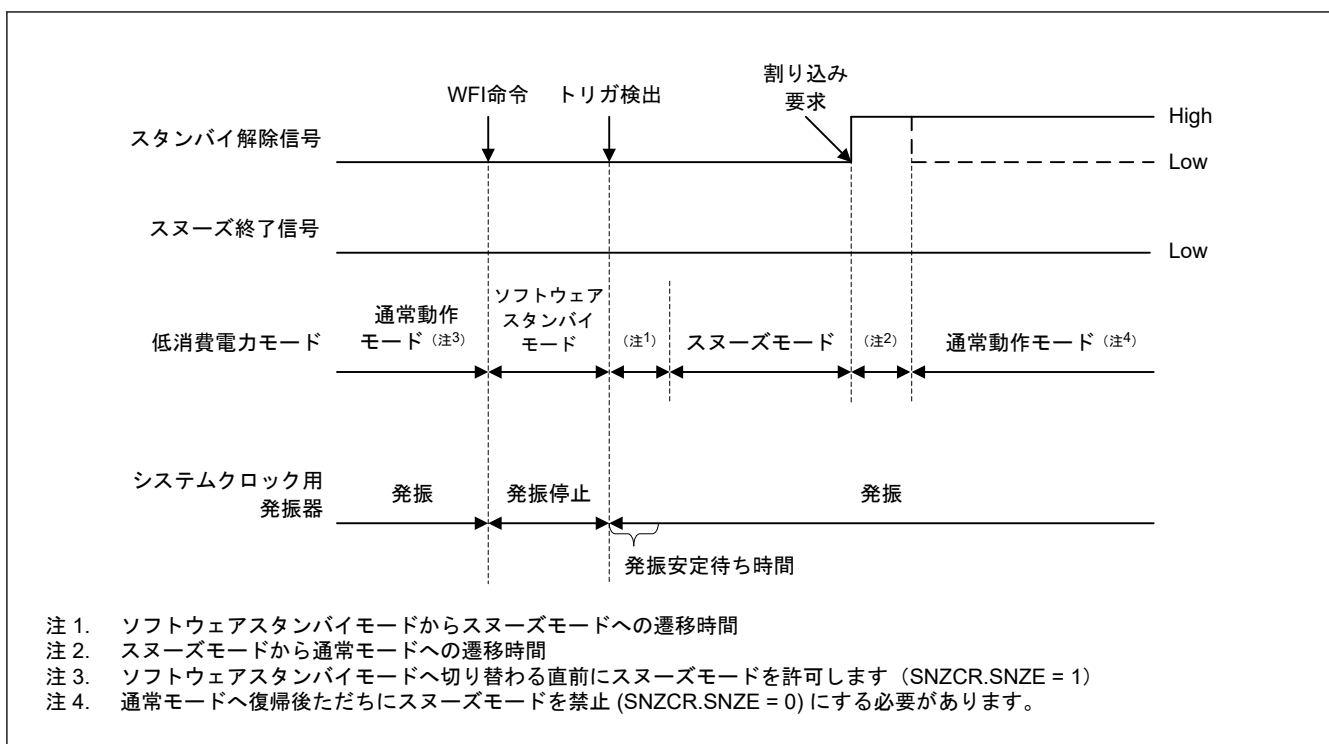 WFI命令
トリガ検出
割り込み
要求
スタンバイ解除信号
High
Low
スヌーズ終了信号
Low
低消費電力モード
通常動作
モード（注3）
ソフトウェア
スタンバイ
モード
（注1）
スヌーズモード
（注2）
通常動作モード（注4）
システムクロック用
発振器
発振
発振停止
発振
発振安定待ち時間
注 1. ソフトウェアスタンバイモードからスヌーズモードへの遷移時間
注 2. スヌーズモードから通常モードへの遷移時間
注 3. ソフトウェアスタンバイモードへ切り替わる直前にスヌーズモードを許可します（SNZCR.SNZE = 1）
注 4. 通常モードへ復帰後ただちにスヌーズモードを禁止 (SNZCR.SNZE = 0) にする必要があります。